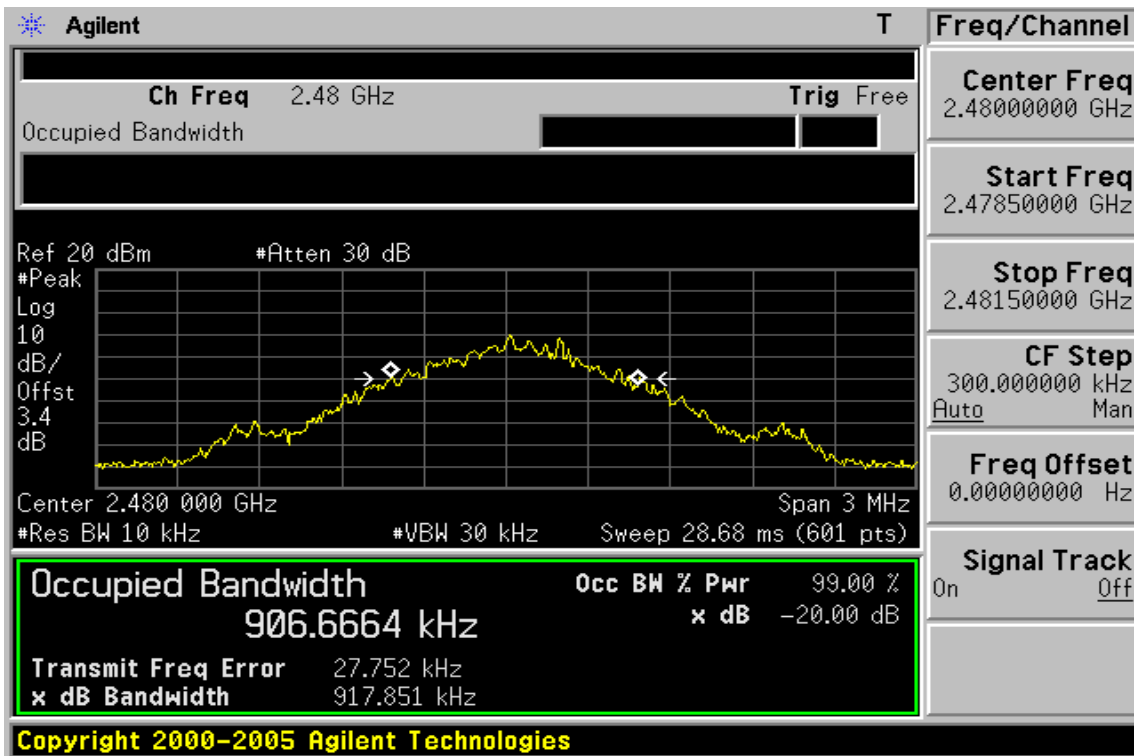 Agilent T
Ch Freq 2.48 GHz Trig Free
Occupied Bandwidth
Ref 20 dBm #Atten 30 dB
#Peak
Log
10
dB/
Offst
3.4
dB
Center 2.480 000 GHz Span 3 MHz
#Res BW 10 kHz #VBW 30 kHz Sweep 28.68 ms (601 pts)
Occupied Bandwidth Occ BW % Pwr 99.00 %
906.6664 kHz x dB -20.00 dB
Transmit Freq Error 27.752 kHz
x dB Bandwidth 917.851 kHz
Copyright 2000-2005 Agilent Technologies
Freq/Channel
Center Freq
2.48000000 GHz
Start Freq
2.47850000 GHz
Stop Freq
2.48150000 GHz
CF Step
300.000000 kHz
Auto Man
Freq Offset
0.00000000 Hz
Signal Track
On Off